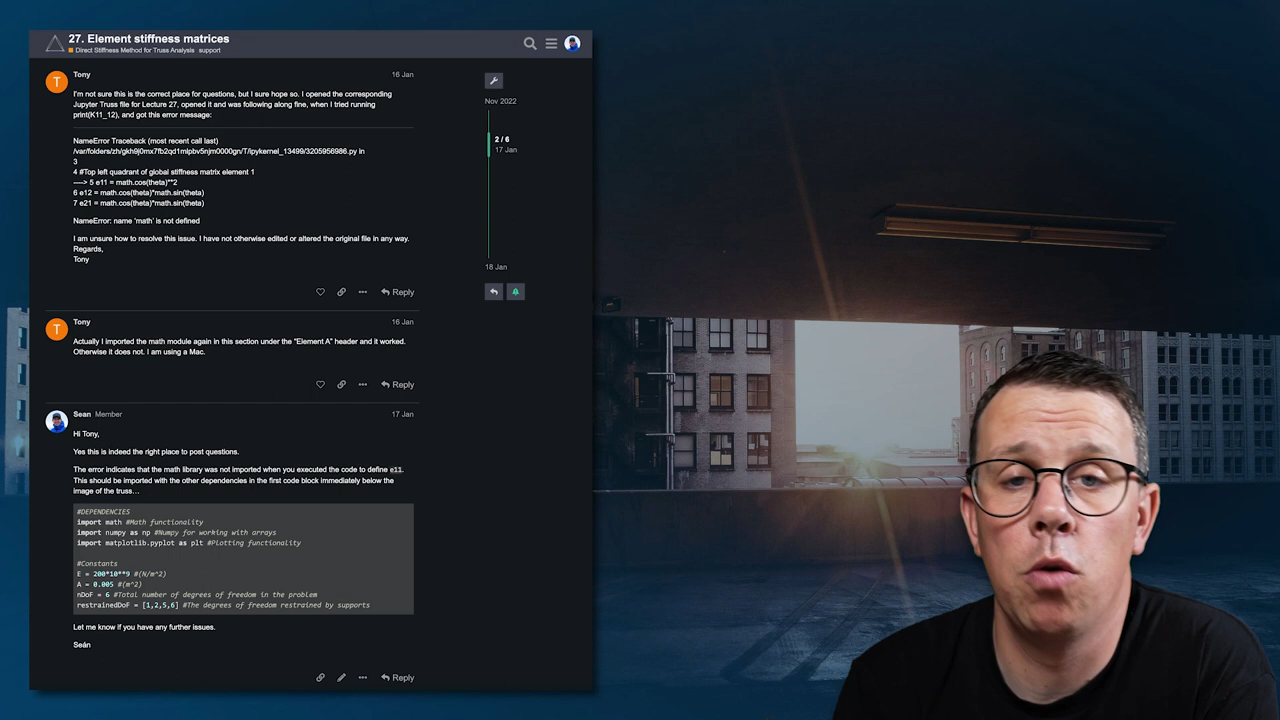 27. Element stiffness matrices
Direct Stiffness Method for Truss Analysis support
T
Tony
16 Jan
I'm not sure this is the correct place for questions, but I sure hope so. I opened the corresponding
Jupyter Truss file for Lecture 27, opened it and was following along fine, when I tried running
print(K11_12), and got this error message:
NameError Traceback (most recent call last)
/var/folders/zh/gkh9j0mx7fb2qd1mlpbv5njm0000gn/T/ipykernel_13499/3205956986.py in
3
4 #Top left quadrant of global stiffness matrix element 1
----> 5 e11 = math.cos(theta)**2
6 e12 = math.cos(theta)*math.sin(theta)
7 e21 = math.cos(theta)*math.sin(theta)
NameError: name 'math' is not defined
I am unsure how to resolve this issue. I have not otherwise edited or altered the original file in any way.
Regards,
Tony
Reply
Nov 2022
2 / 6
17 Jan
18 Jan
T
Tony
16 Jan
Actually I imported the math module again in this section under the "Element A" header and it worked.
Otherwise it does not. I am using a Mac.
Reply
Sean Member
17 Jan
Hi Tony,
Yes this is indeed the right place to post questions.
The error indicates that the math library was not imported when you executed the code to define e11.
This should be imported with the other dependencies in the first code block immediately below the
image of the truss…
#DEPENDENCIES
import math #Math functionality
import numpy as np #Numpy for working with arrays
import matplotlib.pyplot as plt #Plotting functionality
#Constants
E = 200*10**9 #(N/m^2)
A = 0.005 #(m^2)
nDoF = 6 #Total number of degrees of freedom in the problem
restrainedDoF = [1,2,5,6] #The degrees of freedom restrained by supports
Let me know if you have any further issues.
Seán
Reply